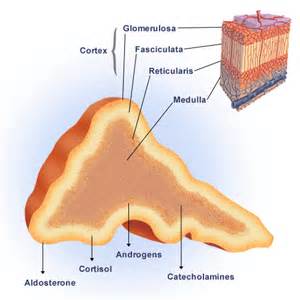 Glomerulosa
Cortex
Fasciculata
Reticularis
Medulla
Androgens
Cortisol
Catecholamines
Aldosterone